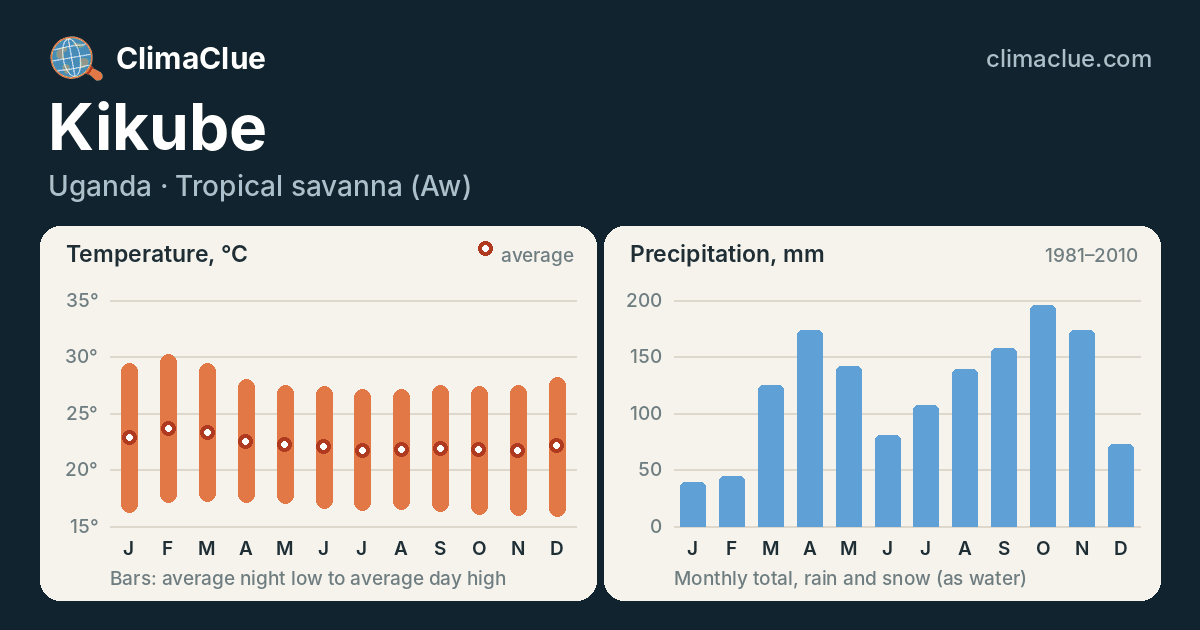 ClimaClue
climaclue.com
Kikube
Uganda · Tropical savanna (Aw)
Temperature, °C
average
35°
30°
25°
20°
15°
J F M A M J J A S O N D
Bars: average night low to average day high
Precipitation, mm
1981–2010
200
150
100
50
0
J F M A M J J A S O N D
Monthly total, rain and snow (as water)